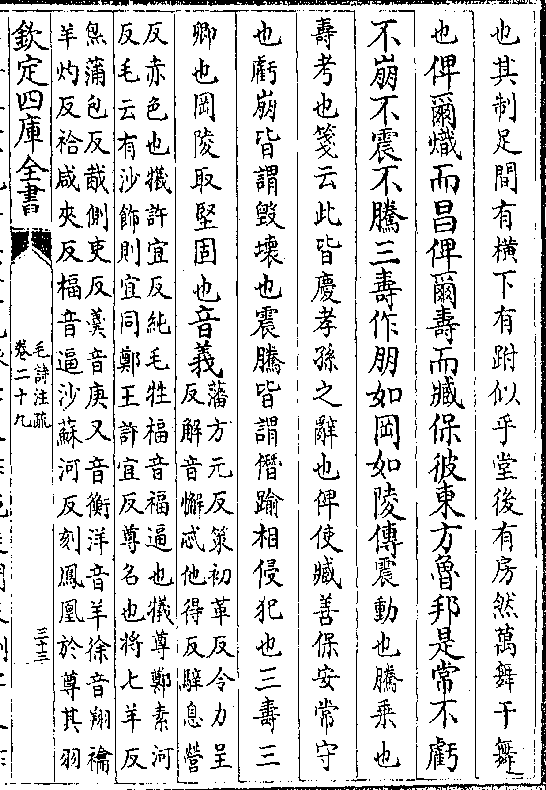 也其制足間有橫下有跗似乎堂後有房然萬舞干舞
也俾爾熾而昌俾爾壽而臧保彼東方魯邦是常不虧
不崩不震不騰三壽作朋如岡如陵傳震動也騰乗也
壽考也箋云此皆慶孝孫之辭也俾使臧善保安常守
也虧崩皆謂毀壞也震騰皆謂僭踰相侵犯也三壽三
卿也岡陵取堅固也音義
藩方元反策初革反令力呈
反解音懈忒他得反騂息營
反赤色也犧許宜反純毛牲福音福逼也犧尊鄭素河
反毛云有沙飾則宜同鄭王許宜反尊名也將七羊反
炰蒲包反胾側吏反羹音庚又音衡洋音羊徐音翔禴
羊灼反祫咸夾反楅音逼沙蘇河反刻鳳凰於尊其羽
欽定四庫全書
毛詩注疏
卷二十九
三十三